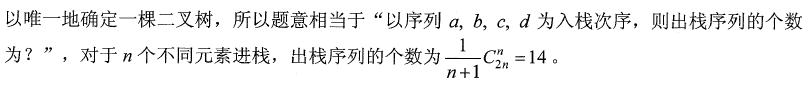 以唯一地确定一棵二叉树，所以题意相当于“以序列 a, b, c, d 为入栈次序，则出栈序列的个数
为？”，对于 n 个不同元素进栈，出栈序列的个数为 $\frac{1}{n+1}C_{2n}^{n}=14$ 。